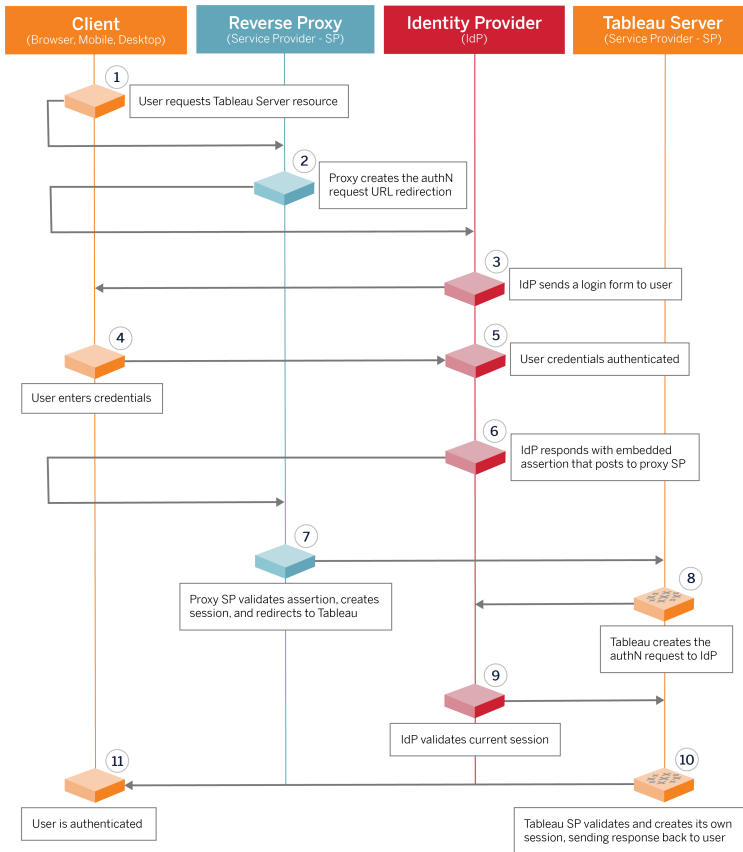 Client
(Browser, Mobile, Desktop)
Reverse Proxy
(Service Provider - SP)
Identity Provider
(IdP)
Tableau Server
(Service Provider - SP)
1
User requests Tableau Server resource
2
Proxy creates the authN
request URL redirection
3
IdP sends a login form to user
4
User enters credentials
5
User credentials authenticated
6
IdP responds with embedded
assertion that posts to proxy SP
7
Proxy SP validates assertion, creates
session, and redirects to Tableau
8
Tableau creates the
authN request to IdP
9
IdP validates current session
10
Tableau SP validates and creates its own
session, sending response back to user
11
User is authenticated